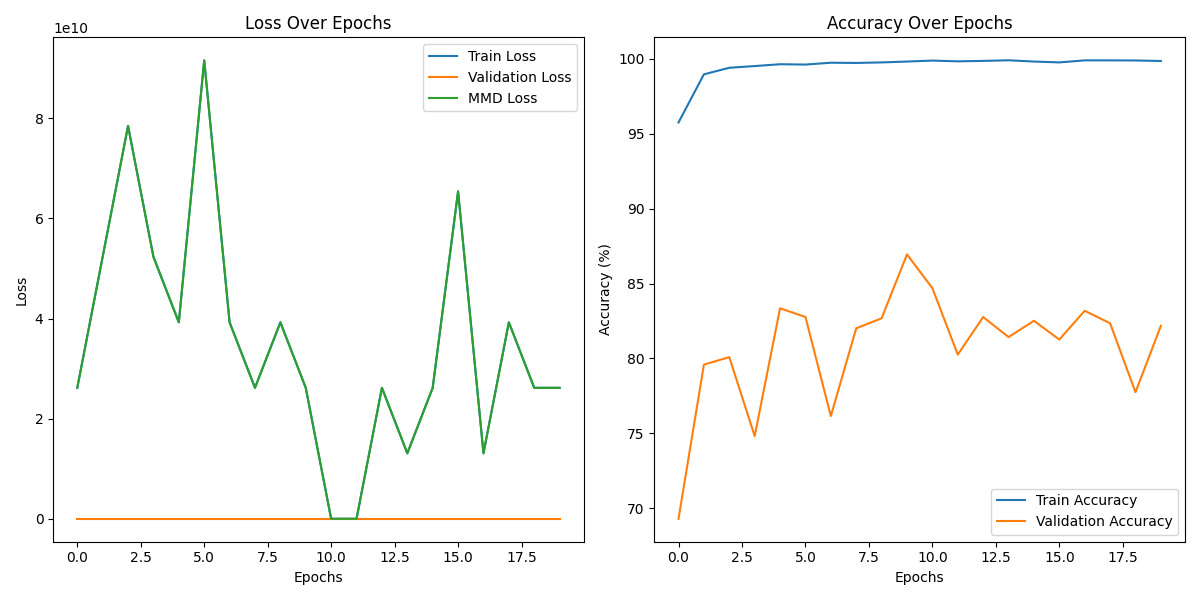 Loss Over Epochs
1e10
Train Loss
Validation Loss
MMD Loss
8
6
4
2
0
Loss
0.0 2.5 5.0 7.5 10.0 12.5 15.0 17.5
Epochs
Accuracy Over Epochs
100
95
90
85
80
75
70
Accuracy (%)
Train Accuracy
Validation Accuracy
0.0 2.5 5.0 7.5 10.0 12.5 15.0 17.5
Epochs